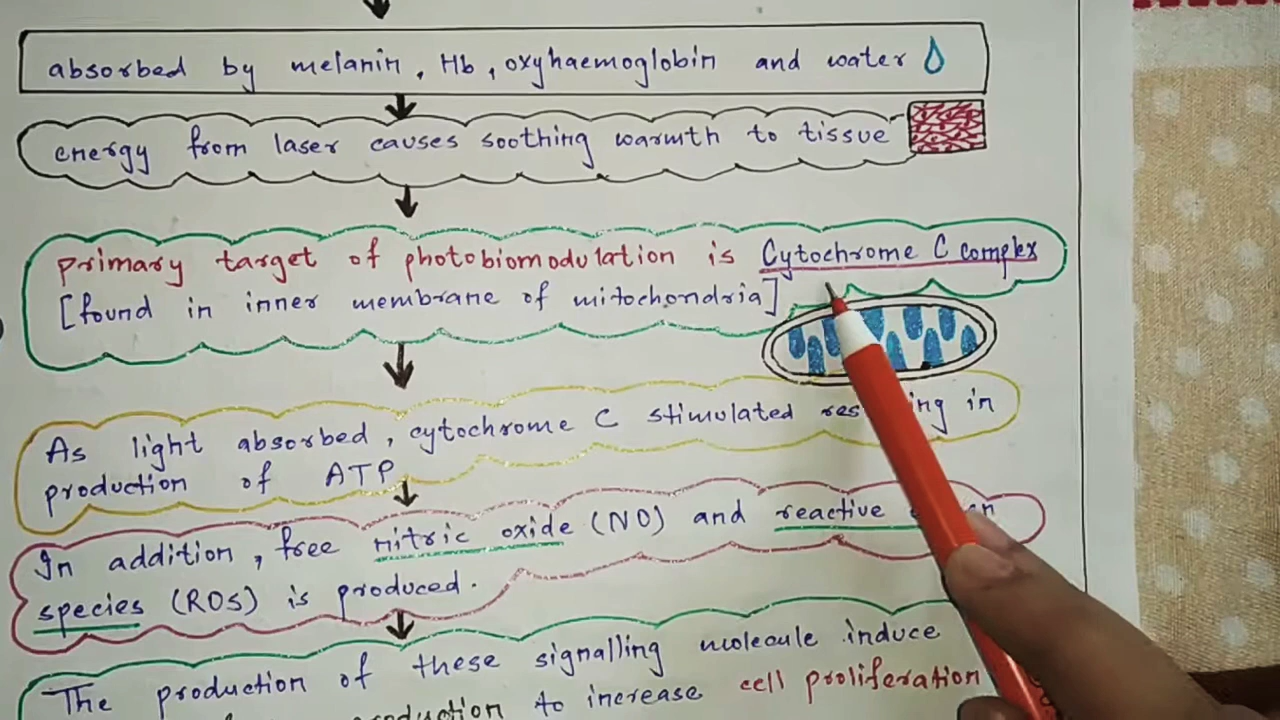 absorbed by melanin, Hb, oxyhaemoglobin and water
energy from laser causes soothing warmth to tissue
primary target of photobiomodulation is Cytochrome C complex
[found in inner membrane of mitochondria]
As light absorbed, cytochrome C stimulated in
production of ATP
In addition, free nitric oxide (NO) and reactive
species (ROS) is produced.
The production of these signalling molecule induce
to increase cell proliferation